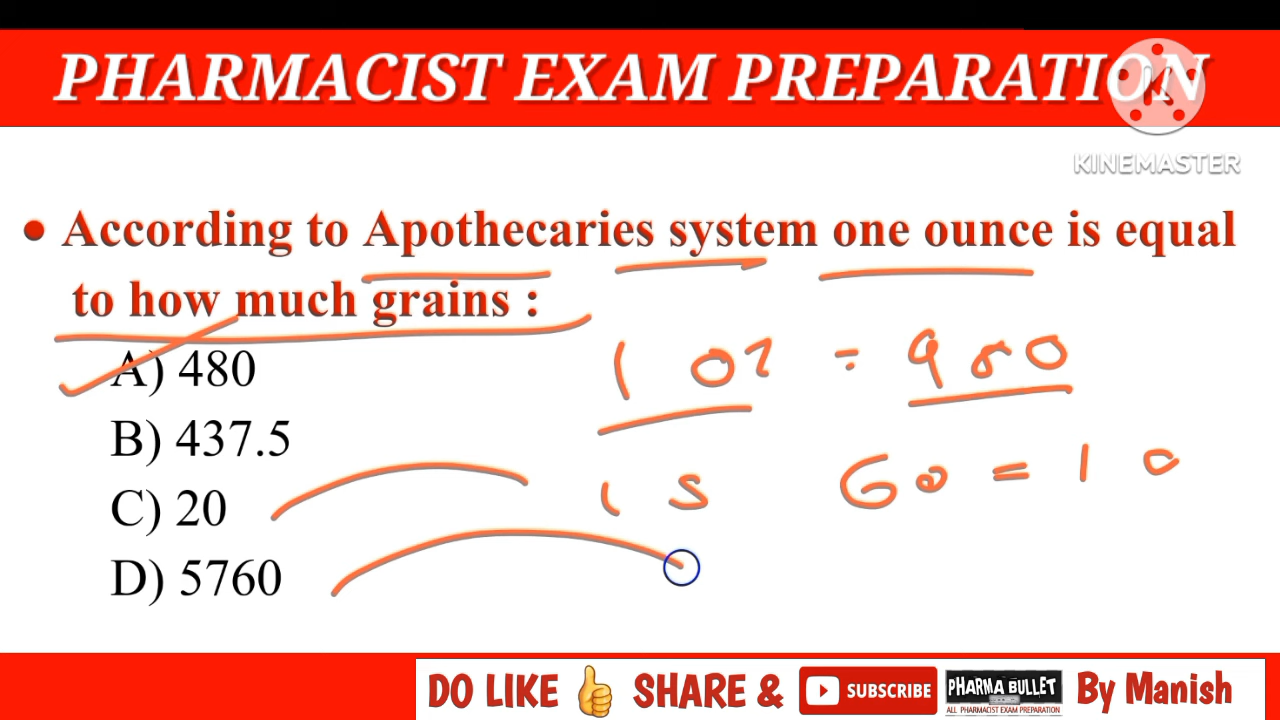 PHARMACIST EXAM PREPARATION
KINEMASTER
• According to Apothecaries system one ounce is equal
to how much grains :
A) 480
B) 437.5
C) 20
D) 5760
1 oz = 480
1 S
60 = 1
DO LIKE 👍 SHARE & SUBSCRIBE PHARMA BULLET By Manish
ALL PHARMACIST EXAM PREPARATION